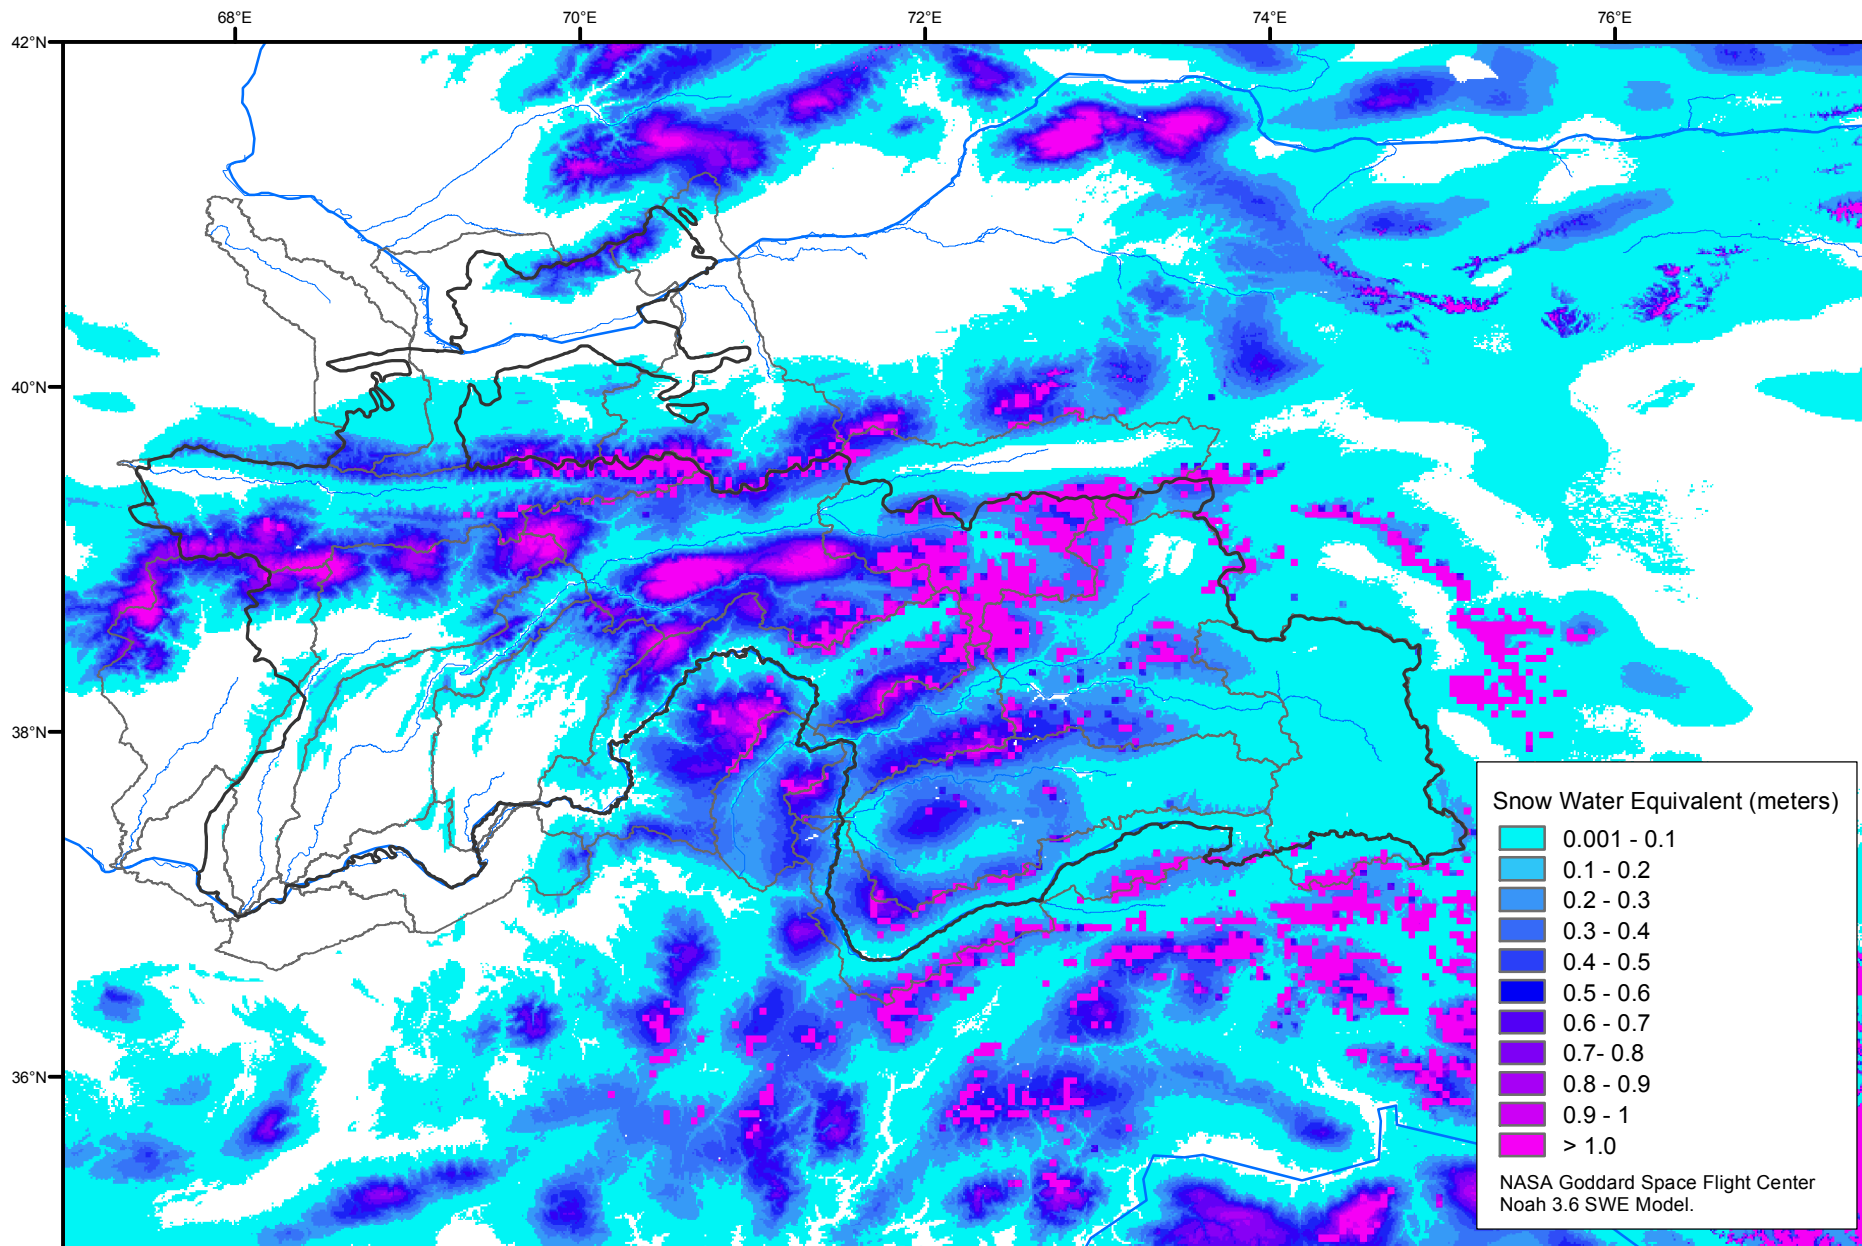 68°E
70°E
72°E
74°E
76°E
42°N
40°N
38°N
36°N
Snow Water Equivalent (meters)
0.001 - 0.1
0.1 - 0.2
0.2 - 0.3
0.3 - 0.4
0.4 - 0.5
0.5 - 0.6
0.6 - 0.7
0.7- 0.8
0.8 - 0.9
0.9 - 1
> 1.0
NASA Goddard Space Flight Center
Noah 3.6 SWE Model.